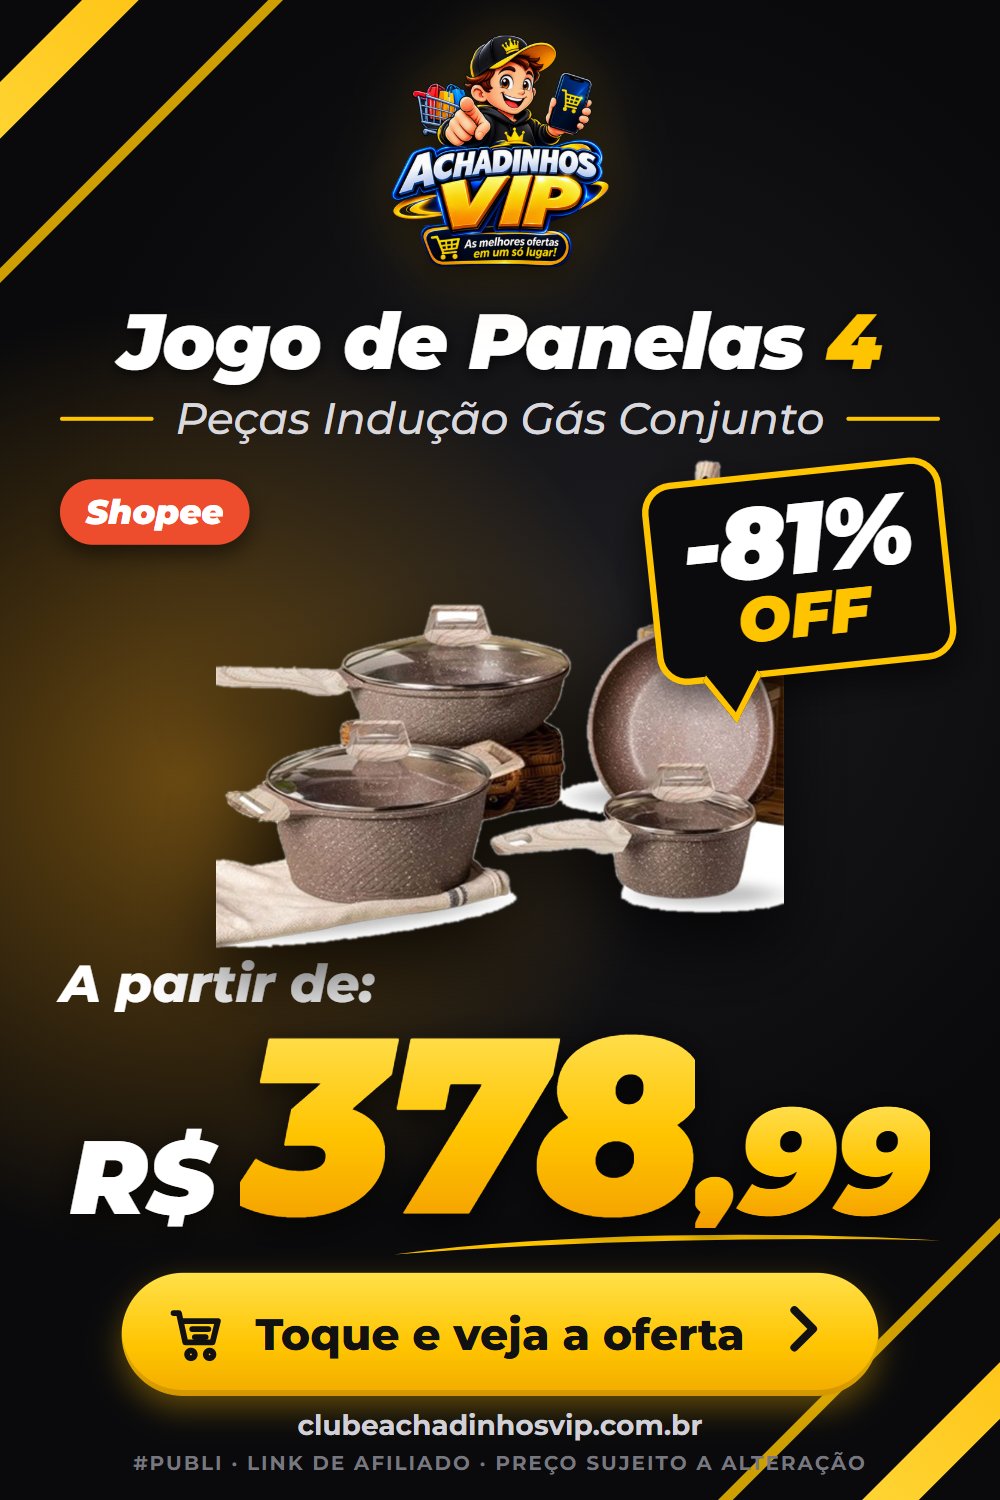 ACHADINHOS
VIP
As melhores ofertas
em um só lugar!
Jogo de Panelas 4
Peças Indução Gás Conjunto
Shopee
-81%
OFF
A partir de:
R$ 378,99
Toque e veja a oferta
clubeachadinhosvip.com.br
#PUBLI · LINK DE AFILIADO · PREÇO SUJEITO A ALTERAÇÃO